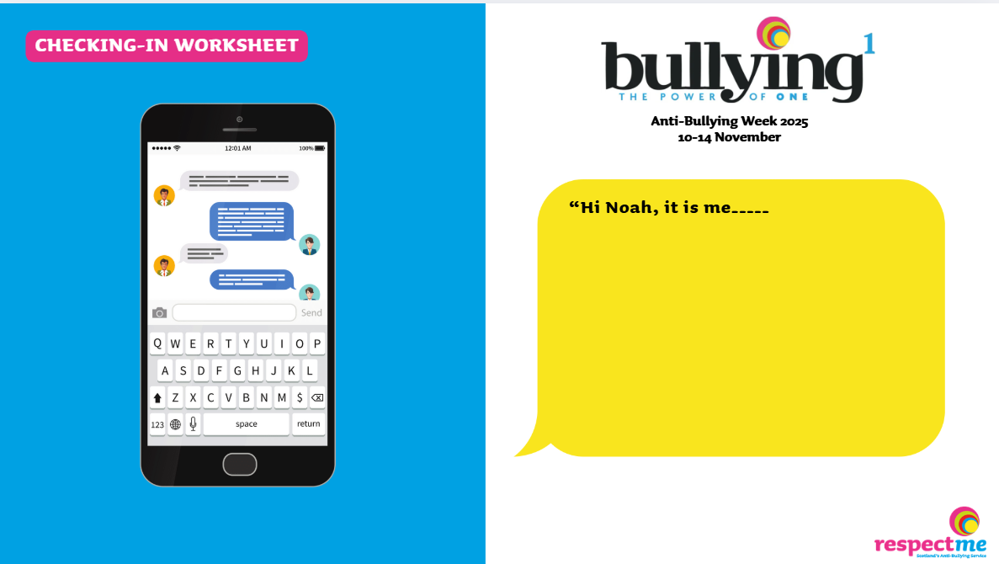 CHECKING-IN WORKSHEET
12:01 AM
100%
Send
Q W E R T Y U I O P
A S D F G H J K L
Z X C V B N M $
123 space return
bullying1
THE POWER OF ONE
Anti-Bullying Week 2025
10-14 November
“Hi Noah, it is me_____
respectme
Scotland's Anti-Bullying Service